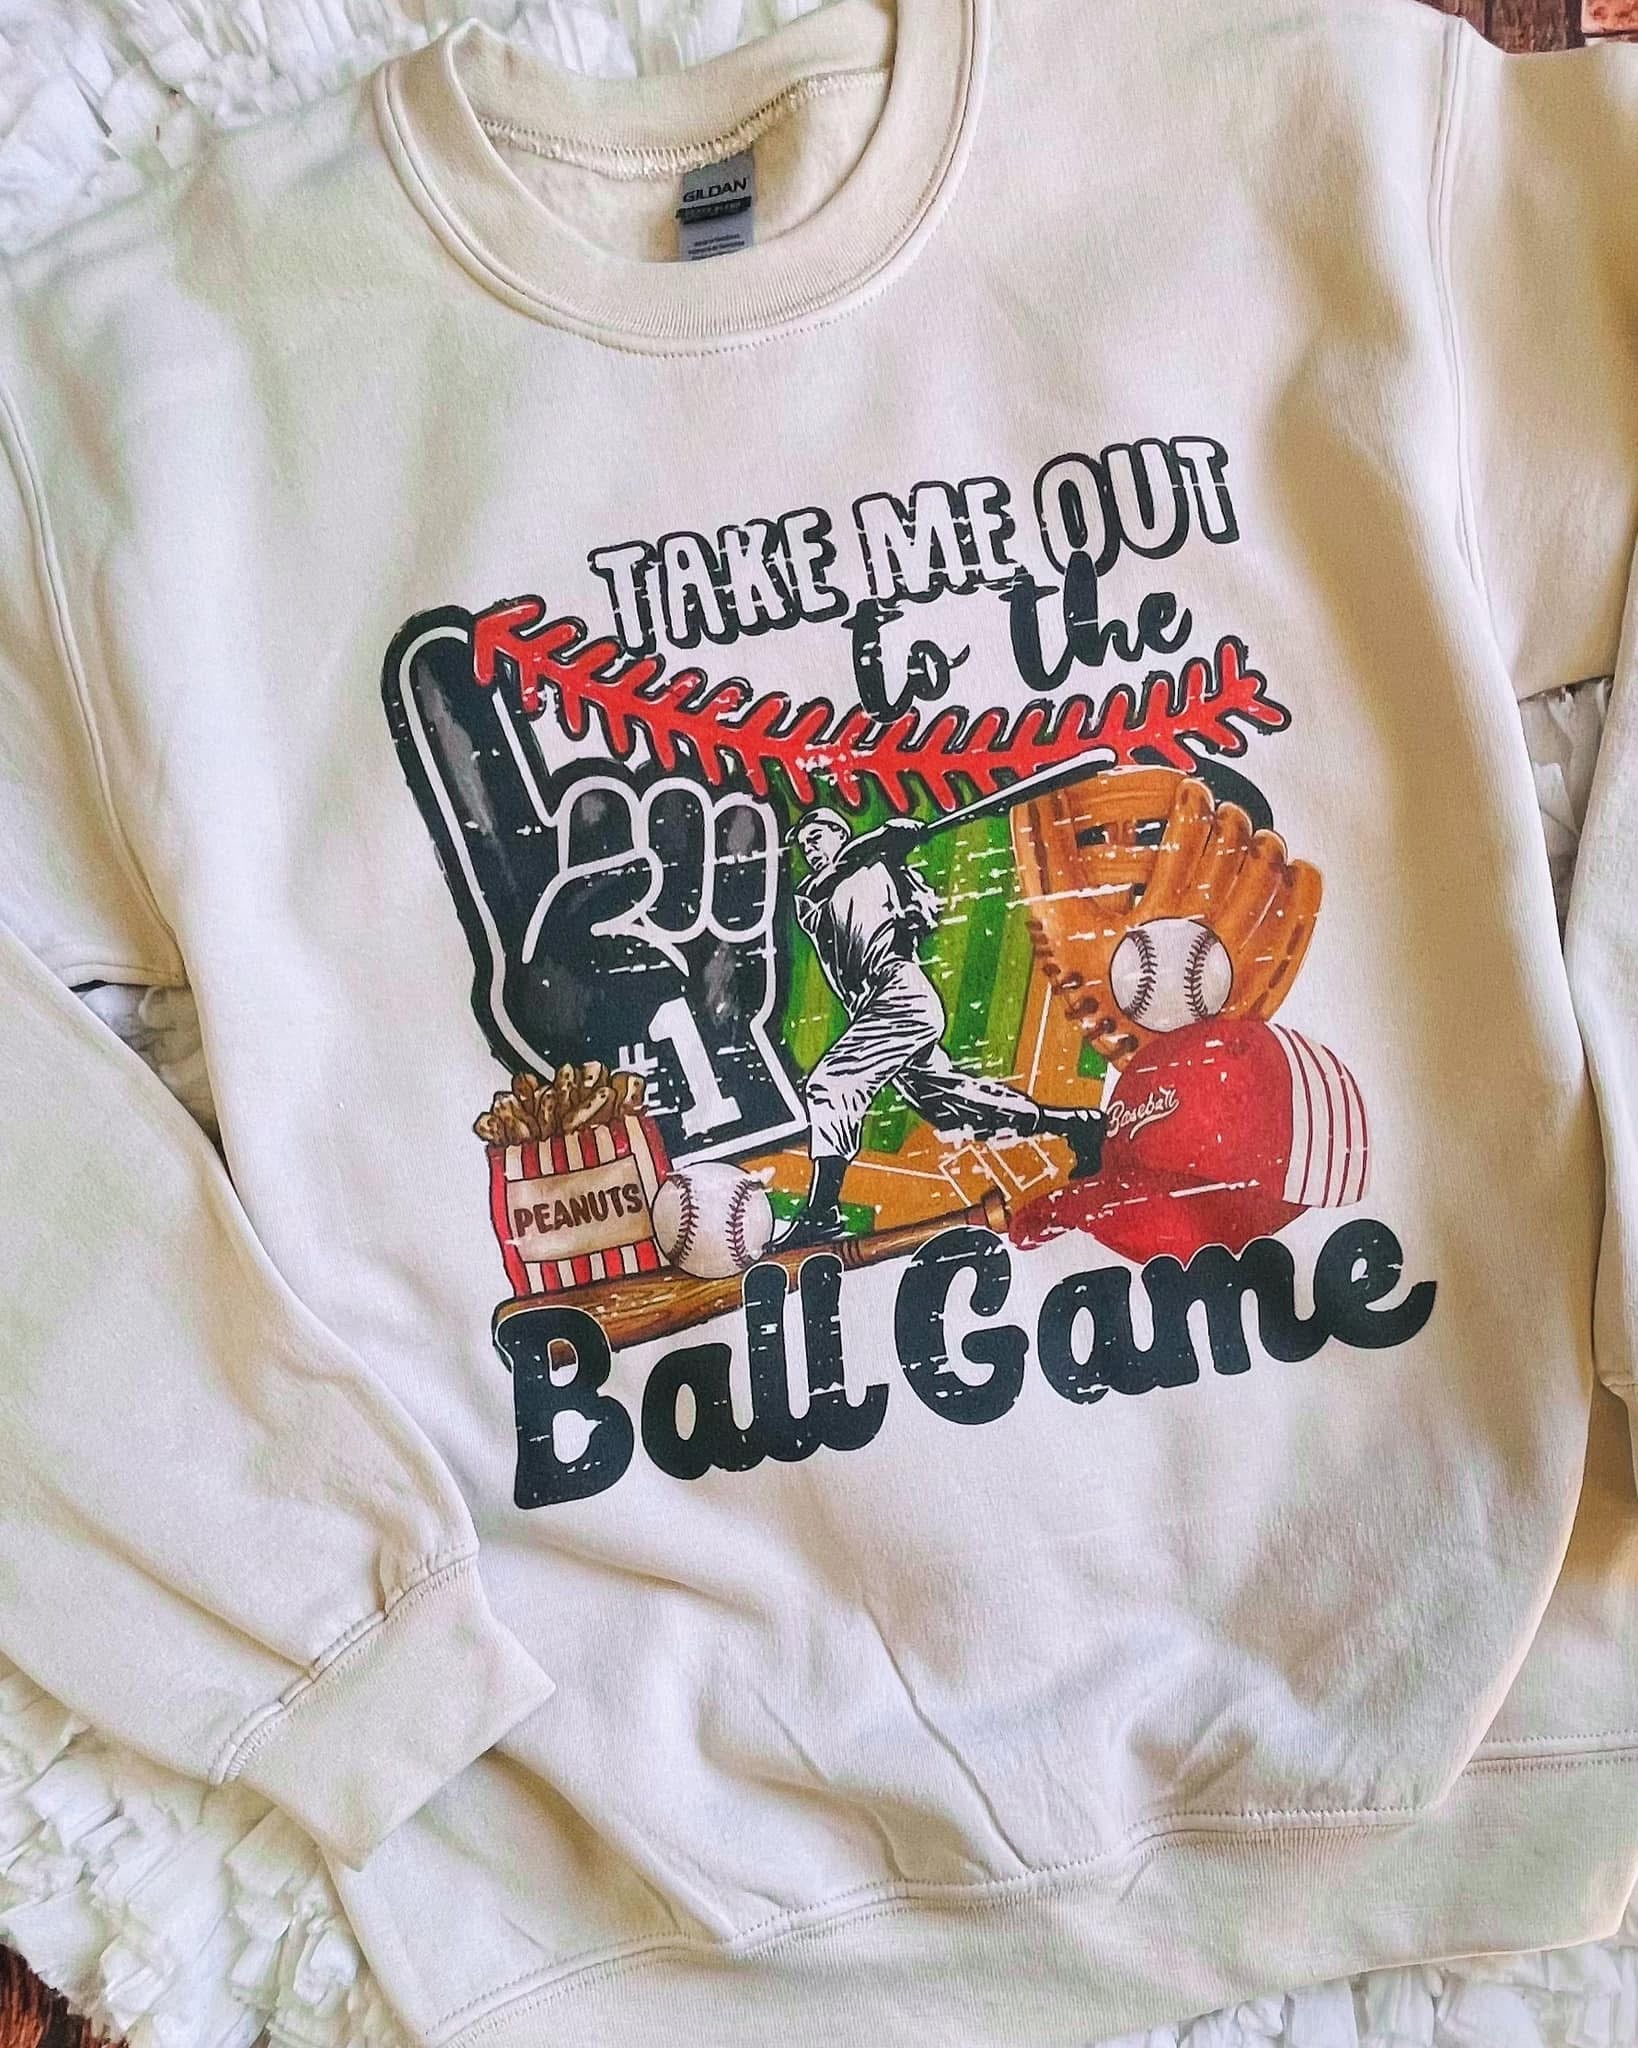 GILDAN
TAKE ME OUT
to the
#1
Baseball
PEANUTS
Ball Game